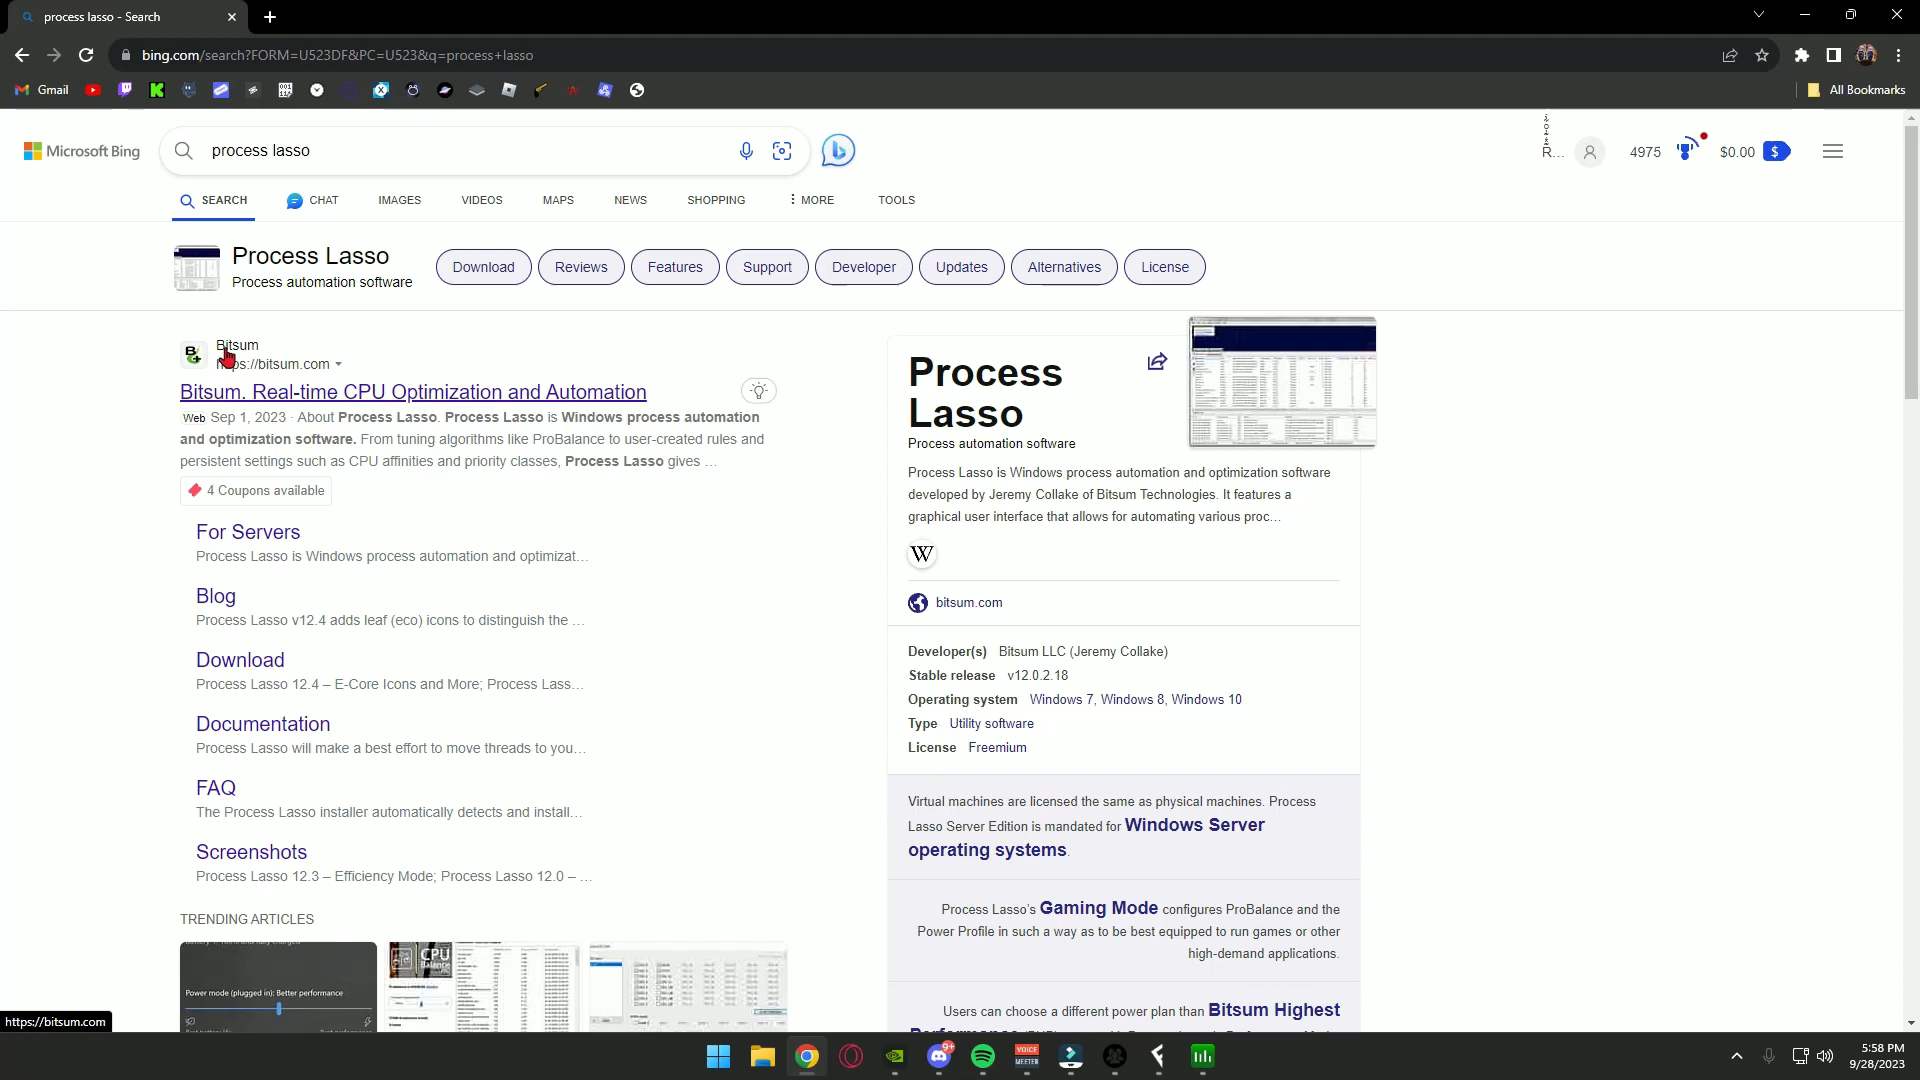 process lasso - Search
bing.com/search?FORM=U523DF&PC=U523&q=process+lasso
Gmail
All Bookmarks
Microsoft Bing
process lasso
R...
4975
$0.00
SEARCH
CHAT
IMAGES
VIDEOS
MAPS
NEWS
SHOPPING
MORE
TOOLS
Process Lasso
Process automation software
Download
Reviews
Features
Support
Developer
Updates
Alternatives
License
Bitsum
https://bitsum.com
Bitsum. Real-time CPU Optimization and Automation
Web Sep 1, 2023 · About Process Lasso. Process Lasso is Windows process automation
and optimization software. From tuning algorithms like ProBalance to user-created rules and
persistent settings such as CPU affinities and priority classes, Process Lasso gives ...
4 Coupons available
For Servers
Process Lasso is Windows process automation and optimizat...
Blog
Process Lasso v12.4 adds leaf (eco) icons to distinguish the ...
Download
Process Lasso 12.4 – E-Core Icons and More; Process Lass...
Documentation
Process Lasso will make a best effort to move threads to you...
FAQ
The Process Lasso installer automatically detects and install...
Screenshots
Process Lasso 12.3 – Efficiency Mode; Process Lasso 12.0 – ...
TRENDING ARTICLES
Power mode (plugged in): Better performance
CPU
Process
Lasso
Process automation software
Process Lasso is Windows process automation and optimization software
developed by Jeremy Collake of Bitsum Technologies. It features a
graphical user interface that allows for automating various proc...
W
bitsum.com
Developer(s) Bitsum LLC (Jeremy Collake)
Stable release v12.0.2.18
Operating system Windows 7, Windows 8, Windows 10
Type Utility software
License Freemium
Virtual machines are licensed the same as physical machines. Process
Lasso Server Edition is mandated for Windows Server
operating systems.
Process Lasso's Gaming Mode configures ProBalance and the
Power Profile in such a way as to be best equipped to run games or other
high-demand applications.
Users can choose a different power plan than Bitsum Highest
https://bitsum.com
9+
VOICE
MEETER
5:58 PM
9/28/2023